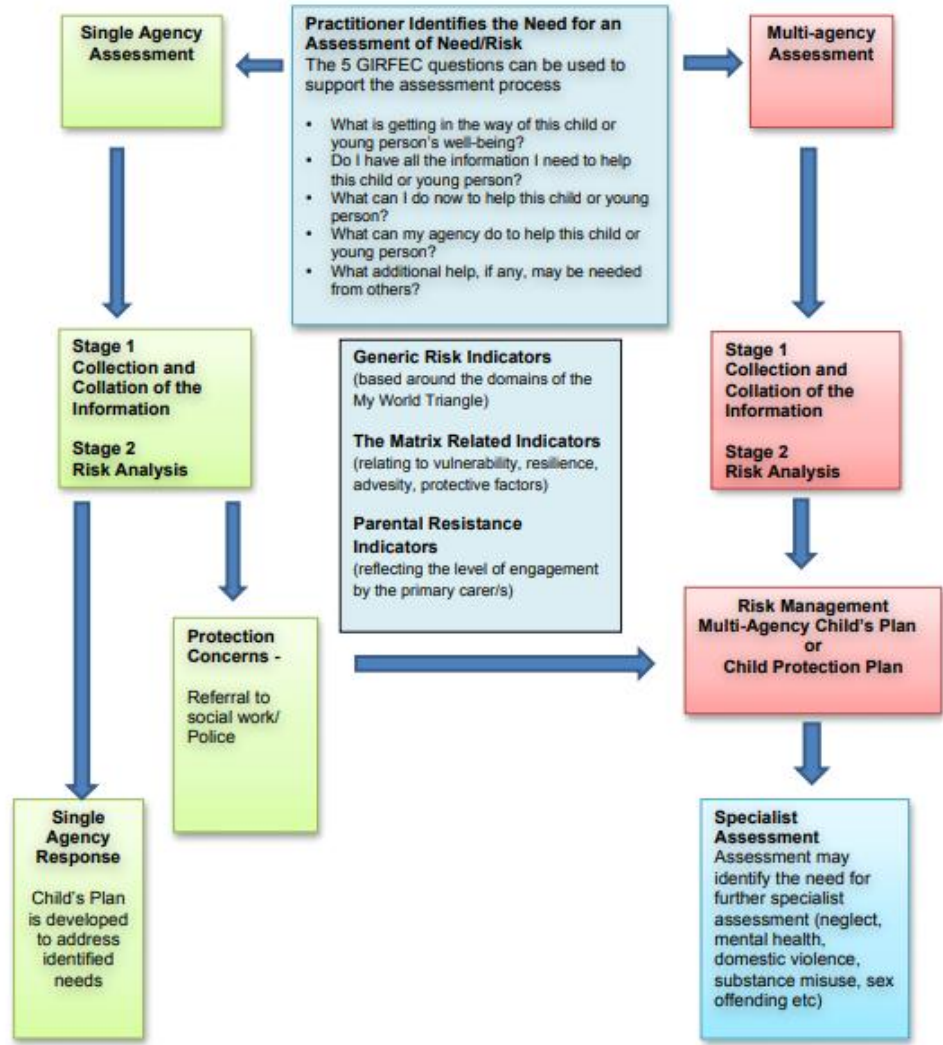 Single Agency
Assessment
Practitioner Identifies the Need for an
Assessment of Need/Risk
The 5 GIRFEC questions can be used to
support the assessment process
• What is getting in the way of this child or
young person's well-being?
• Do I have all the information I need to help
this child or young person?
• What can I do now to help this child or young
person?
• What can my agency do to help this child or
young person?
• What additional help, if any, may be needed
from others?
Multi-agency
Assessment
Stage 1
Collection and
Collation of the
Information
Stage 2
Risk Analysis
Generic Risk Indicators
(based around the domains of the
My World Triangle)
The Matrix Related Indicators
(relating to vulnerability, resilience,
advesity, protective factors)
Parental Resistance
Indicators
(reflecting the level of engagement
by the primary carer/s)
Stage 1
Collection and
Collation of the
Information
Stage 2
Risk Analysis
Protection
Concerns -
Referral to
social work/
Police
Risk Management
Multi-Agency Child's Plan
or
Child Protection Plan
Single
Agency
Response
Child's Plan
is developed
to address
identified
needs
Specialist
Assessment
Assessment may
identify the need for
further specialist
assessment (neglect,
mental health,
domestic violence,
substance misuse, sex
offending etc)